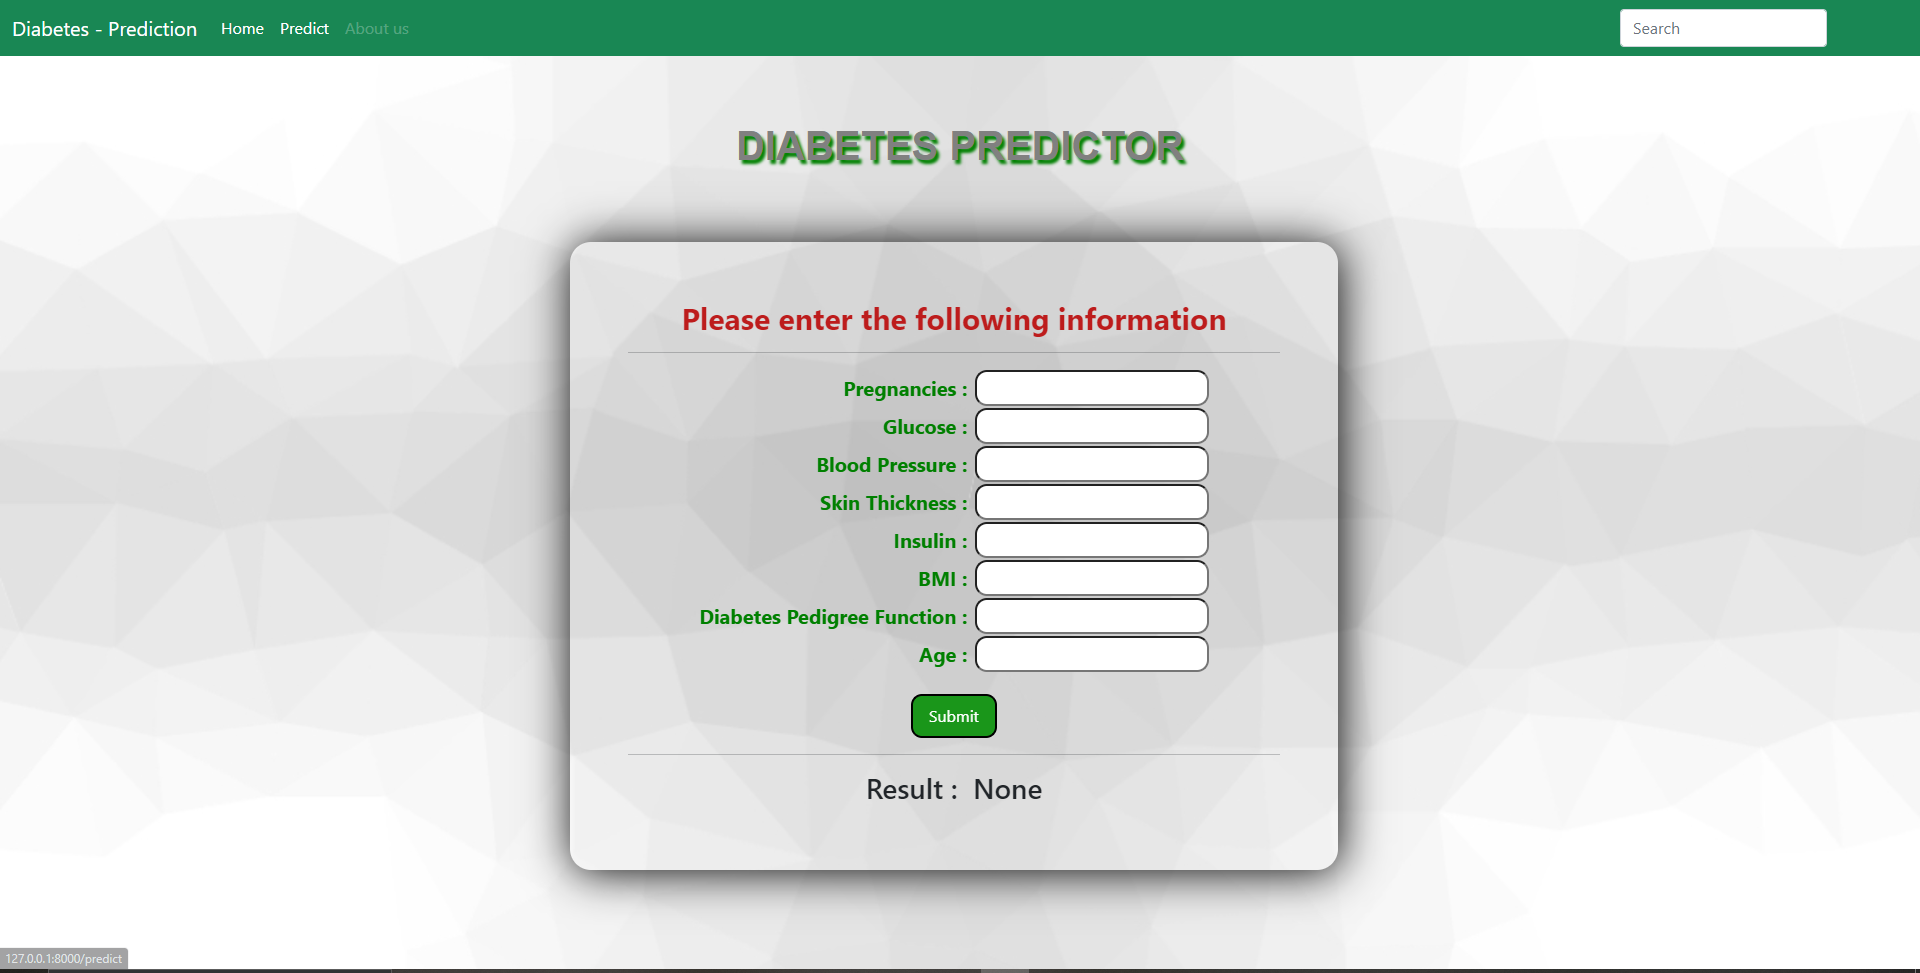 Diabetes - Prediction Home Predict About us Search
DIABETES PREDICTOR
Please enter the following information
Pregnancies :
Glucose :
Blood Pressure :
Skin Thickness :
Insulin :
BMI :
Diabetes Pedigree Function :
Age :
Submit
Result : None
127.0.0.1:8000/predict